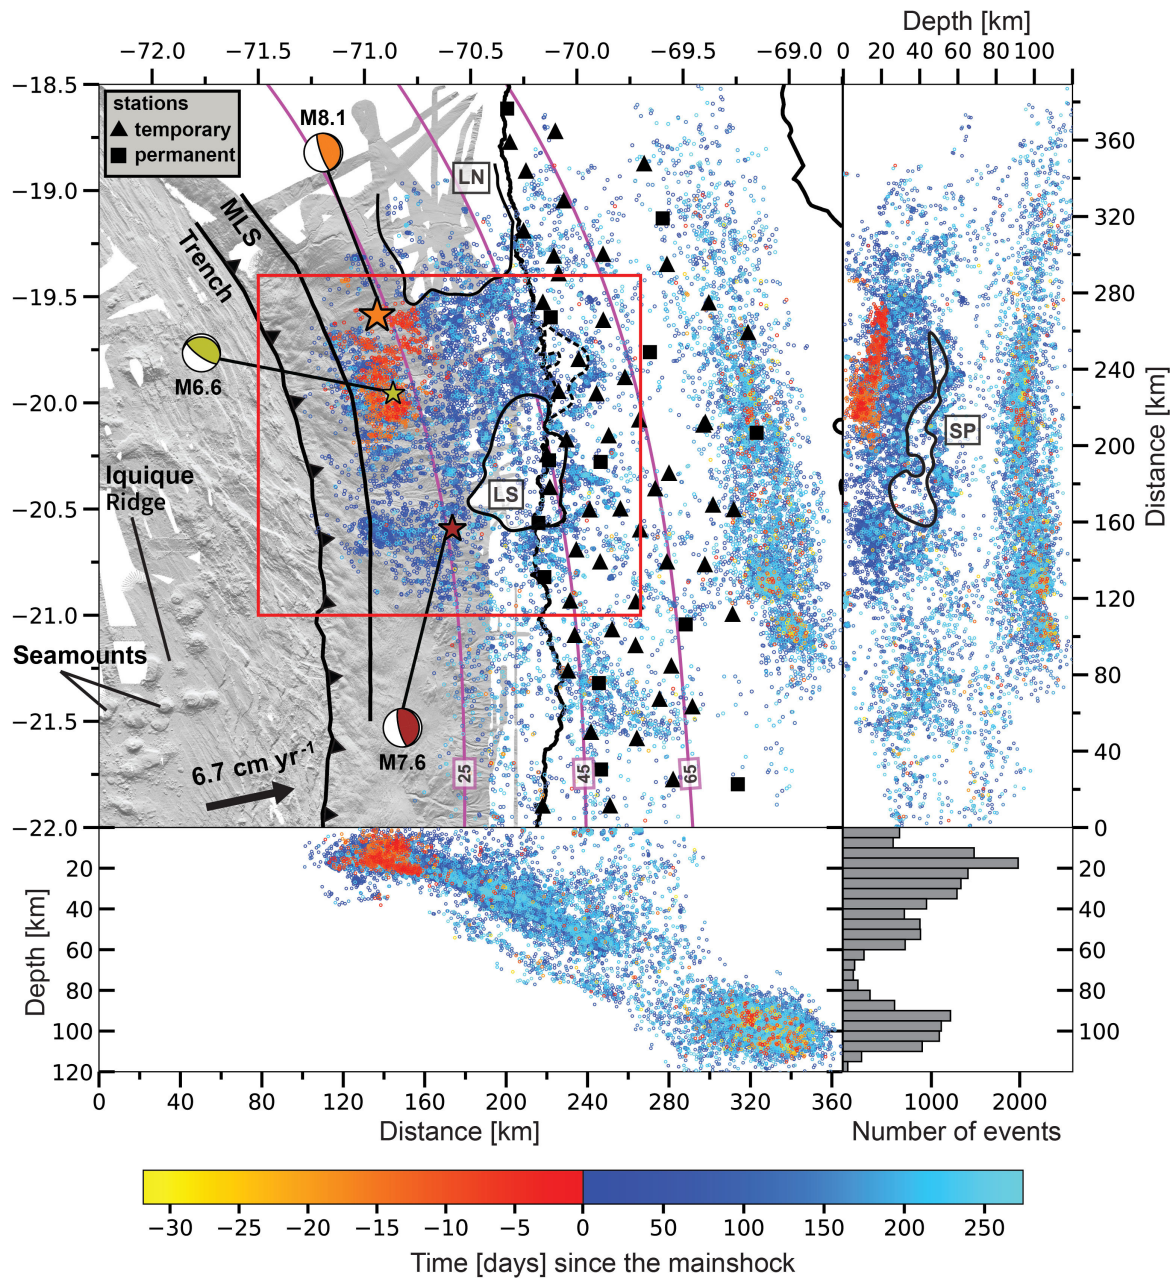 Depth [km]
−72.0 −71.5 −71.0 −70.5 −70.0 −69.5 −69.0 0 20 40 60 80 100
−18.5
stations
temporary
permanent
M8.1
LN
360
−19.0
MLS
Trench
320
−19.5
280
M6.6
240
−20.0
SP
200
Iquique
Ridge
LS
−20.5
160
Distance [km]
−21.0
120
Seamounts
80
−21.5
M7.6
40
6.7 cm yr-1
25 45 65
−22.0
0
Depth [km]
20 20
40 40
60 60
80 80
100 100
120
0 40 80 120 160 200 240 280 320 360 1000 2000
Distance [km] Number of events
−30 −25 −20 −15 −10 −5 0 50 100 150 200 250
Time [days] since the mainshock